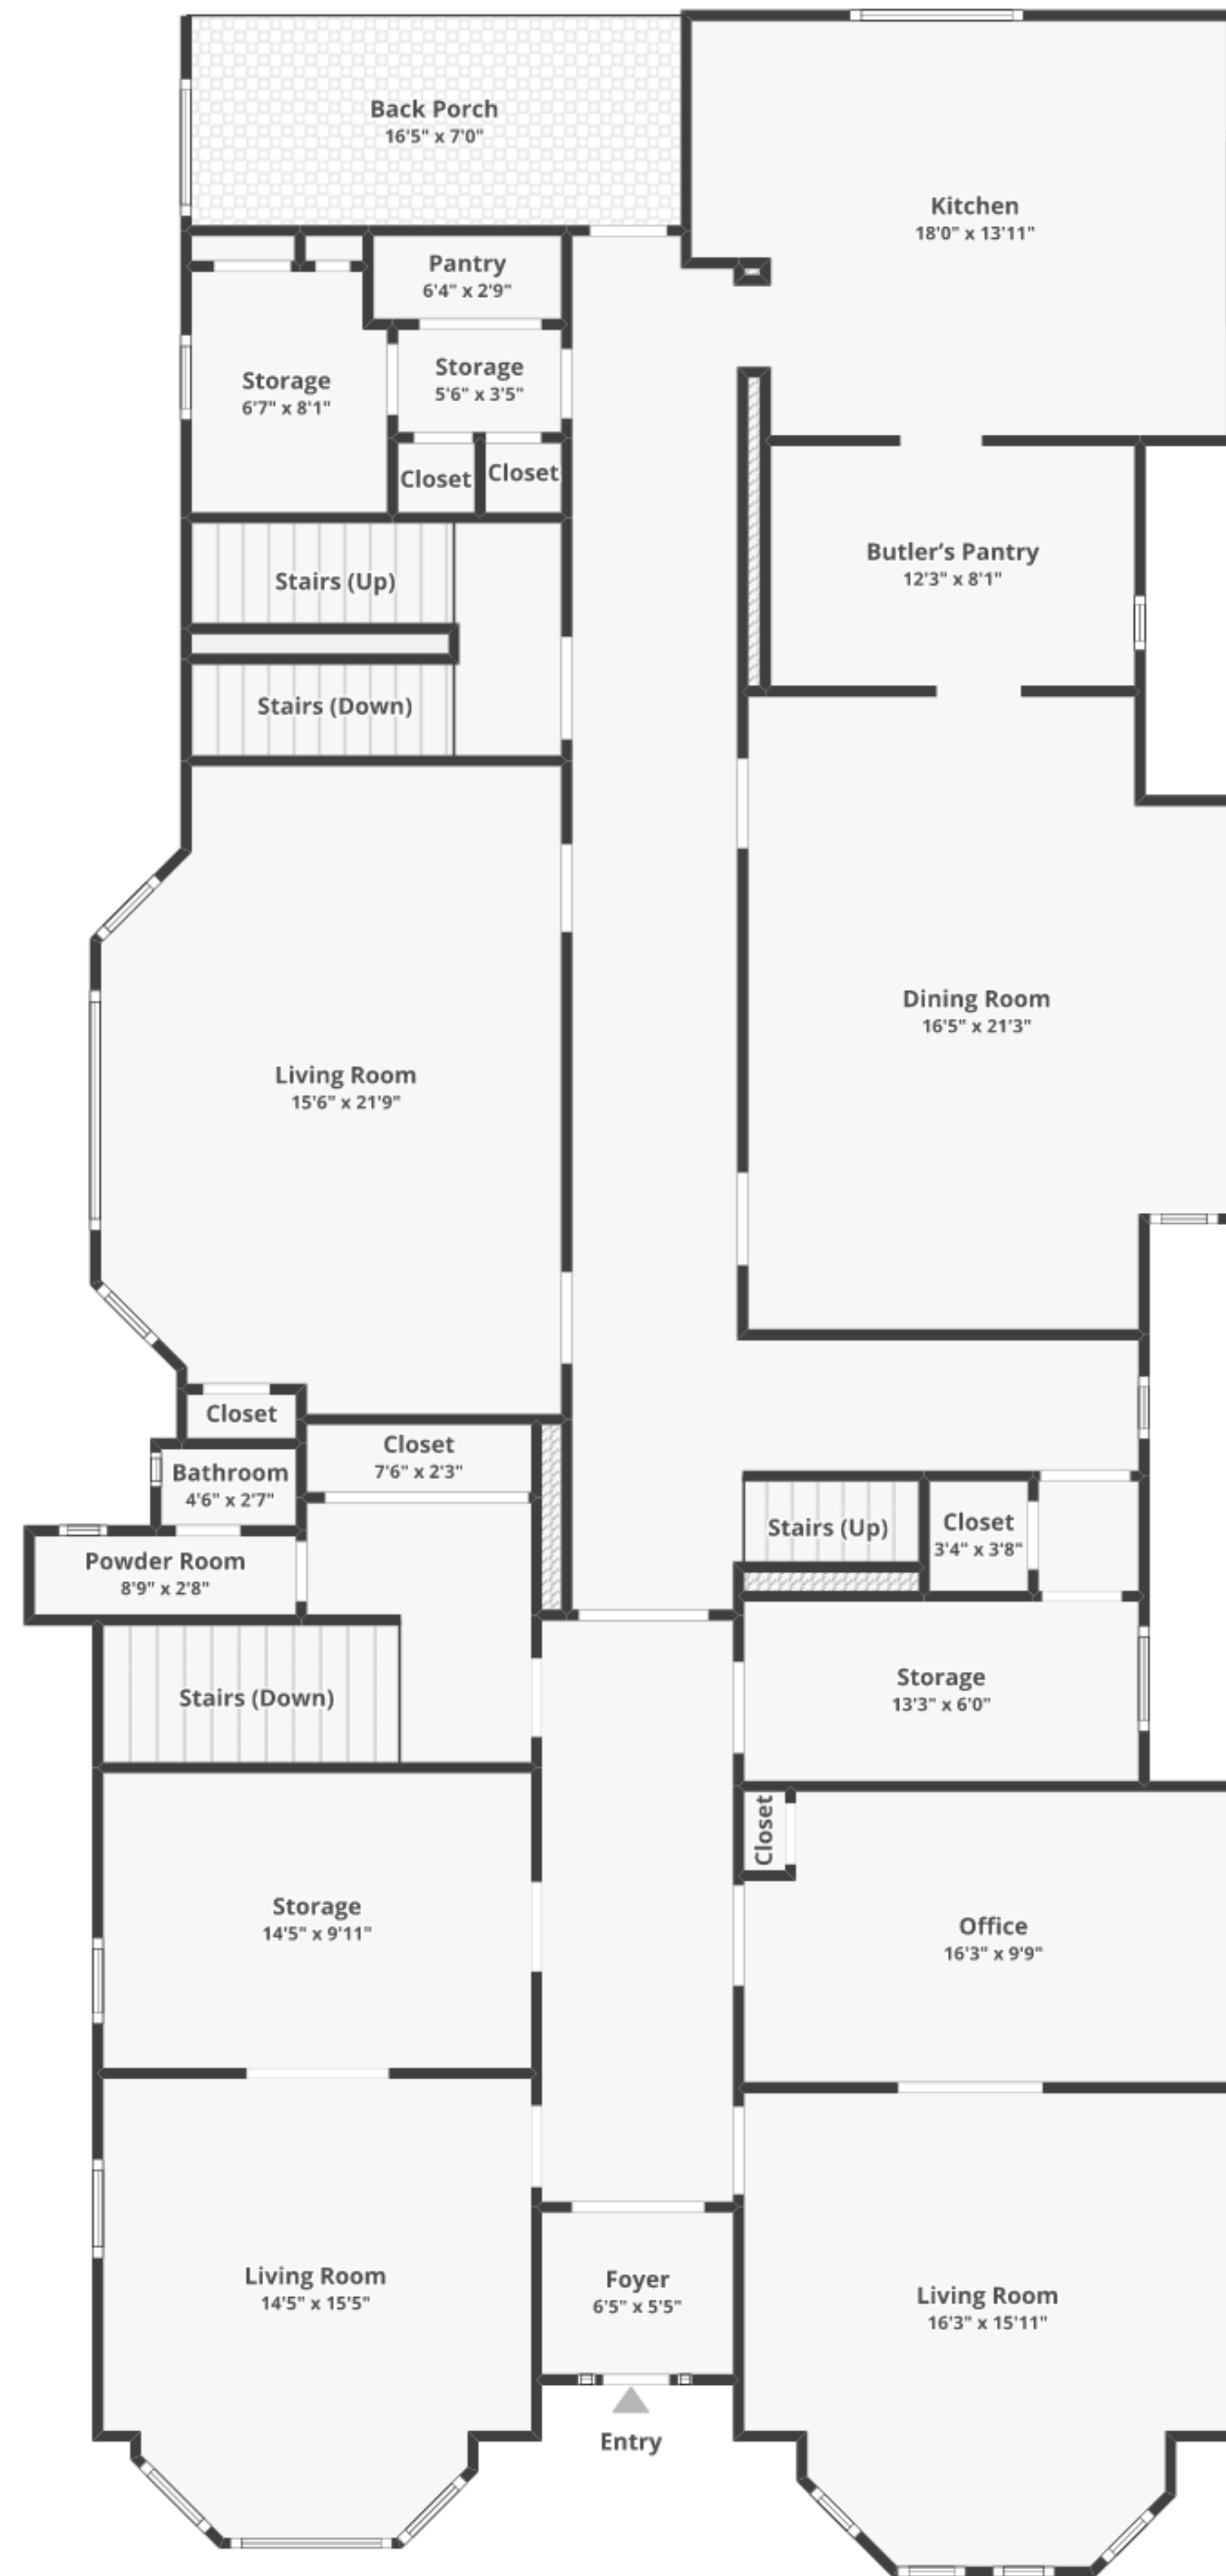 Back Porch
16'5" x 7'0"
Kitchen
18'0" x 13'11"
Pantry
6'4" x 2'9"
Storage
5'6" x 3'5"
Storage
6'7" x 8'1"
Closet
Closet
Stairs (Up)
Butler’s Pantry
12'3" x 8'1"
Stairs (Down)
Dining Room
16'5" x 21'3"
Living Room
15'6" x 21'9"
Closet
Closet
7'6" x 2'3"
Bathroom
4'6" x 2'7"
Stairs (Up)
Closet
3'4" x 3'8"
Powder Room
8'9" x 2'8"
Storage
13'3" x 6'0"
Stairs (Down)
Closet
Storage
14'5" x 9'11"
Office
16'3" x 9'9"
Living Room
14'5" x 15'5"
Foyer
6'5" x 5'5"
Living Room
16'3" x 15'11"
Entry